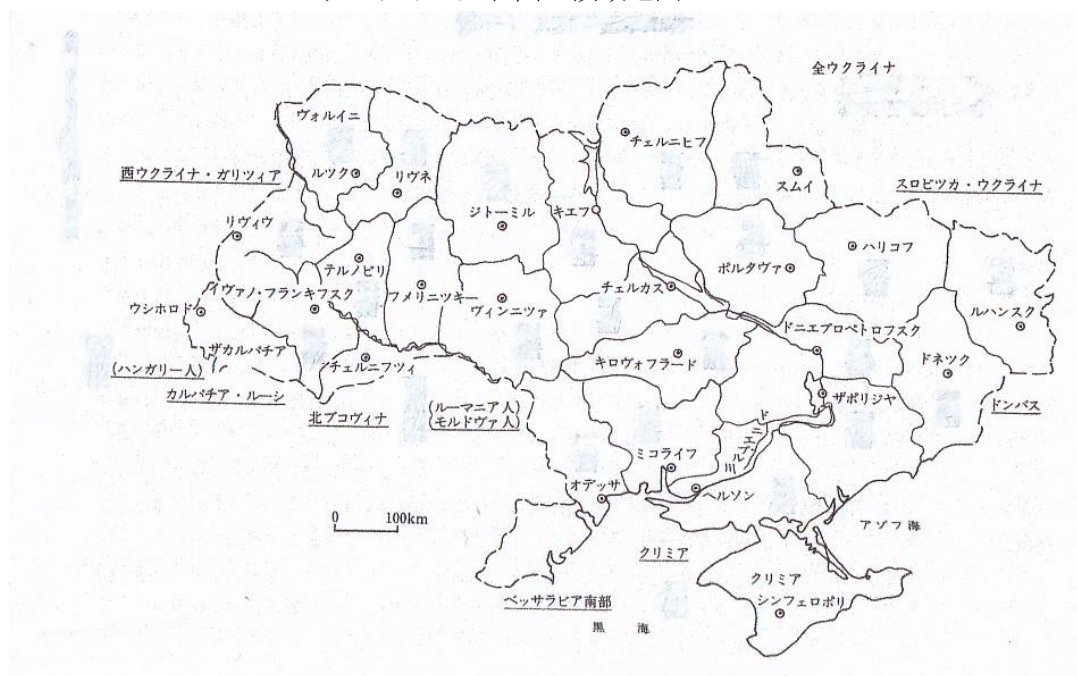 全ウクライナ
ヴォルイニ
チェルニヒフ
西ウクライナ・ガリツィア
ルツク
リヴネ
スムイ
スロビツカ・ウクライナ
ジトーミル
キエフ
リヴィウ
ハリコフ
テルノピリ
ポルタヴァ
イヴァノ・フランキフスク
フメリニツキー
チェルカス
ウシホロド
ヴィンニツァ
ルハンスク
ドニエプロペトロフスク
ザカルパチア
チェルニフツィ
キロヴォフラード
ドネツク
(ハンガリー人)
カルパチア・ルーシ
北ブコヴィナ
(ルーマニア人
モルドヴァ人)
ザポリジヤ
ドンバス
ドニエプル川
ミコライフ
オデッサ
ヘルソン
0 100km
アゾフ海
クリミア
クリミア
シンフェロポリ
ベッサラビア南部
黒海